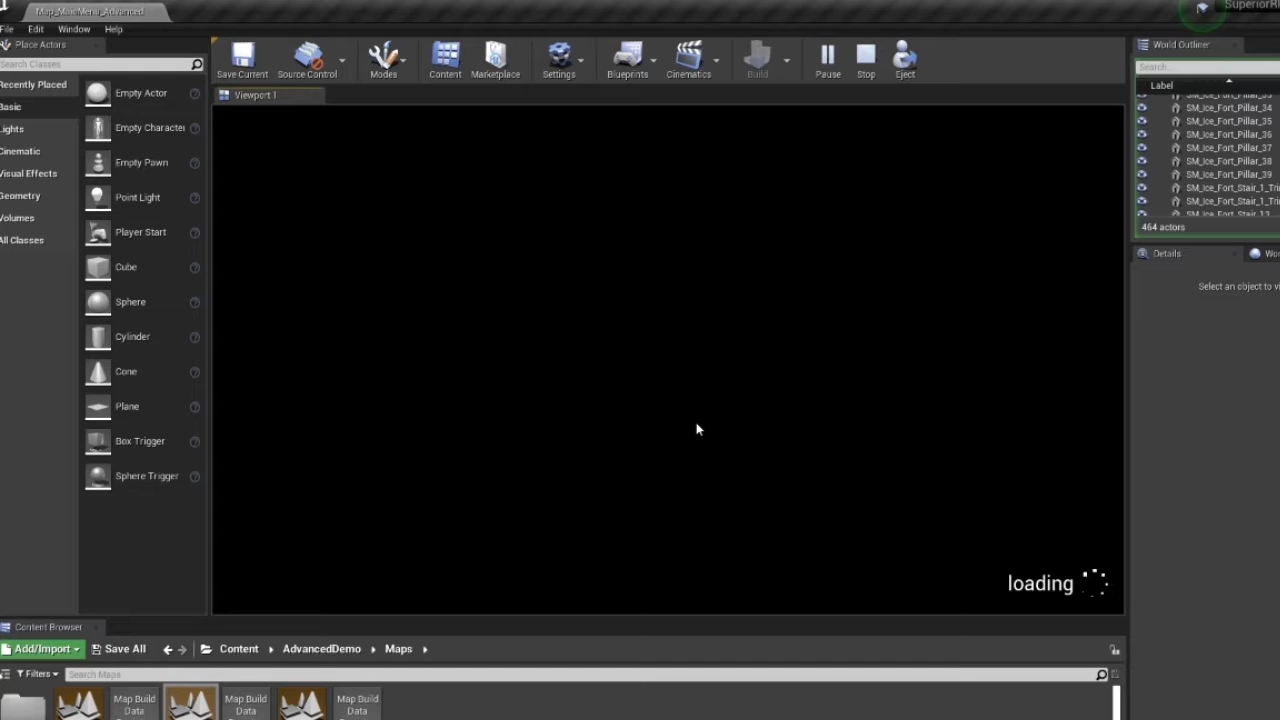 Map_MainMenu_Advanced
File Edit Window Help
Place Actors
Search Classes
Recently Placed
Basic
Lights
Cinematic
Visual Effects
Geometry
Volumes
All Classes
Empty Actor
Empty Character
Empty Pawn
Point Light
Player Start
Cube
Sphere
Cylinder
Cone
Plane
Box Trigger
Sphere Trigger
Save Current
Source Control
Modes
Content
Marketplace
Settings
Blueprints
Cinematics
Build
Pause
Stop
Eject
Viewport 1
loading
World Outliner
Search...
Label
SM_Ice_Fort_Pillar_34
SM_Ice_Fort_Pillar_35
SM_Ice_Fort_Pillar_36
SM_Ice_Fort_Pillar_37
SM_Ice_Fort_Pillar_38
SM_Ice_Fort_Pillar_39
SM_Ice_Fort_Stair_1_Tri
SM_Ice_Fort_Stair_1_Tri
SM_Ice_Fort_Stair_13
464 actors
Details
Select an object to vi
Content Browser
Add/Import Save All Content AdvancedDemo Maps
Filters Search Maps
Map Build
Data
Map Build
Data
Map Build
Data